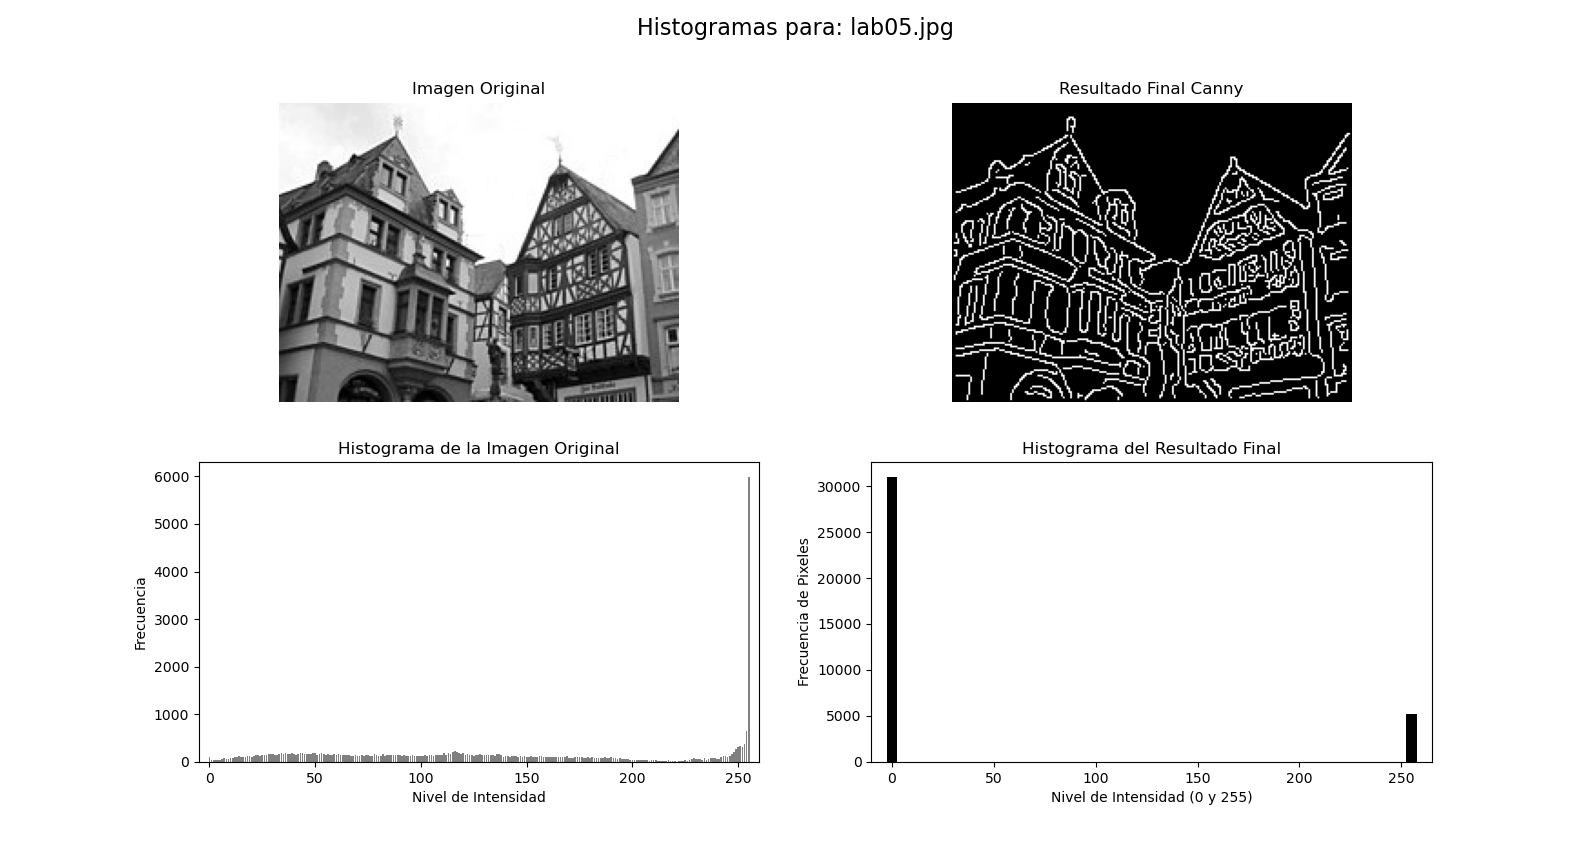 Histogramas para: lab05.jpg
Imagen Original
Resultado Final Canny
Histograma de la Imagen Original
Histograma del Resultado Final
6000
5000
4000
3000
2000
1000
0
Frecuencia
0 50 100 150 200 250
Nivel de Intensidad
30000
25000
20000
15000
10000
5000
0
Frecuencia de Pixeles
0 50 100 150 200 250
Nivel de Intensidad (0 y 255)